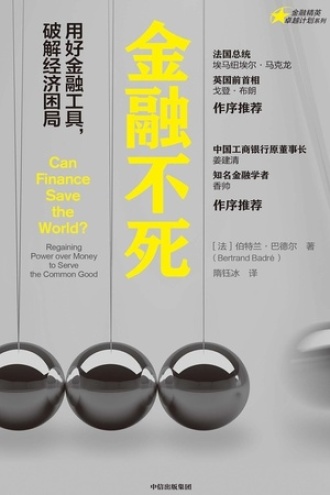 金融精英
卓越计划系列
用好金融工具，
破解经济困局
金融不死
法国总统
埃马纽埃尔·马克龙
英国前首相
戈登·布朗
作序推荐
中国工商银行原董事长
姜建清
知名金融学者
香帅
作序推荐
Can
Finance
Save
the
World?
Regaining
Power over Money
to Serve
the Common Good
［法］伯特兰·巴德尔
（Bertrand Badré）
隋钰冰 译
中信出版集团